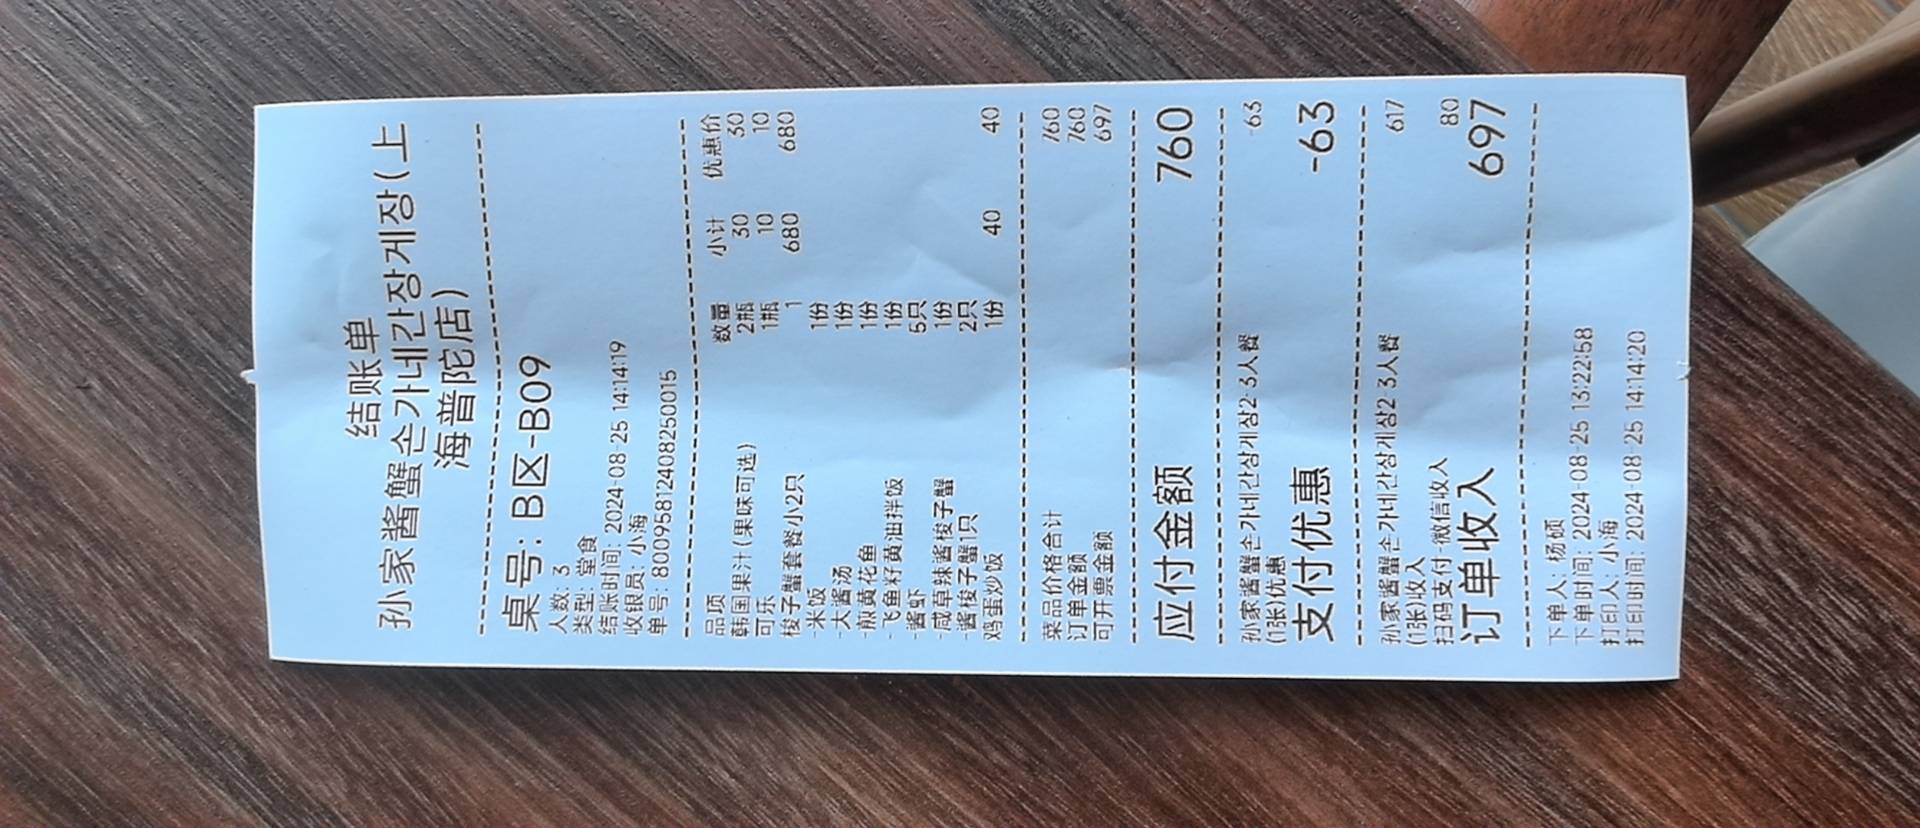 结账单
孙家酱蟹손가네간장게장(上
海普陀店)
桌号: B区-B09
人数: 3
类型: 堂食
结账时间: 2024-08-25 14:14:19
收银员: 小海
单号: 80095812408250015
品项 数量 小计 优惠价
韩国果汁(果味可选) 2瓶 30 30
可乐 1瓶 10 10
梭子蟹套餐小2只 1 680 680
-米饭 1份
-大酱汤 1份
-煎黄花鱼 1份
-飞鱼籽黄油拌饭 1份
-酱虾 5只
-咸草辣酱梭子蟹 1份
-酱梭子蟹1只 2只
鸡蛋炒饭 1份 40 40
菜品价格合计 760
订单金额 760
可开票金额 697
应付金额 760
孙家酱蟹손가네간장게장2-3人餐 -63
(1张)优惠
支付优惠 -63
孙家酱蟹손가네간장게장2-3人餐 617
(1张)收入
扫码支付-微信收入 80
订单收入 697
下单人: 杨硕
下单时间: 2024-08-25 13:22:58
打印人: 小海
打印时间: 2024-08-25 14:14:20